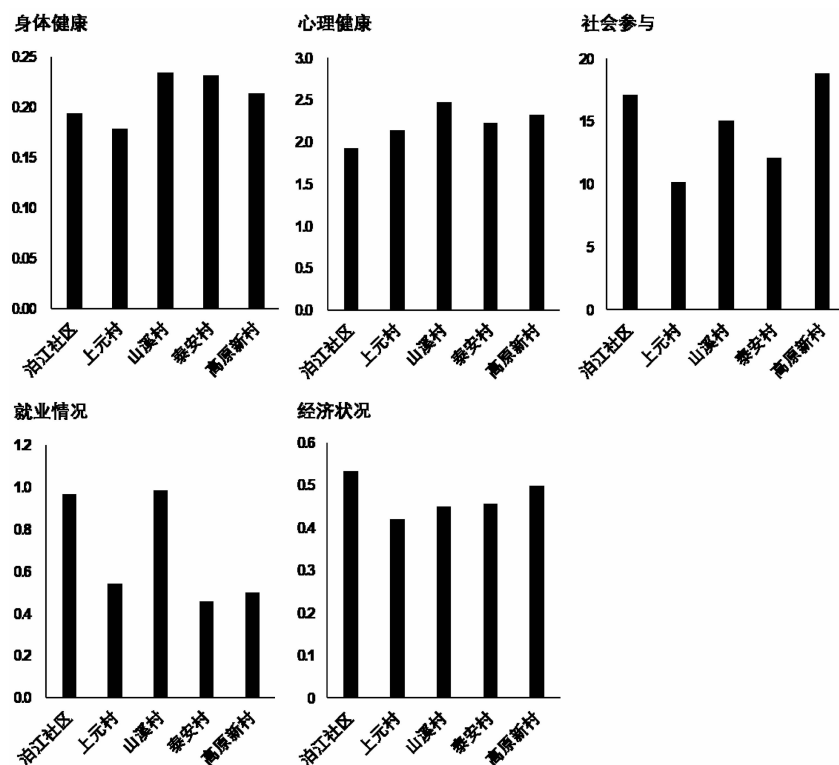 身体健康
0.25
0.20
0.15
0.10
0.05
0.00
泊江社区
上元村
山溪村
泰安村
高原新村
心理健康
3.0
2.5
2.0
1.5
1.0
0.5
0.0
泊江社区
上元村
山溪村
泰安村
高原新村
社会参与
20
15
10
5
0
泊江社区
上元村
山溪村
泰安村
高原新村
就业情况
1.2
1.0
0.8
0.6
0.4
0.2
0.0
泊江社区
上元村
山溪村
泰安村
高原新村
经济状况
0.6
0.5
0.4
0.3
0.2
0.1
0
泊江社区
上元村
山溪村
泰安村
高原新村